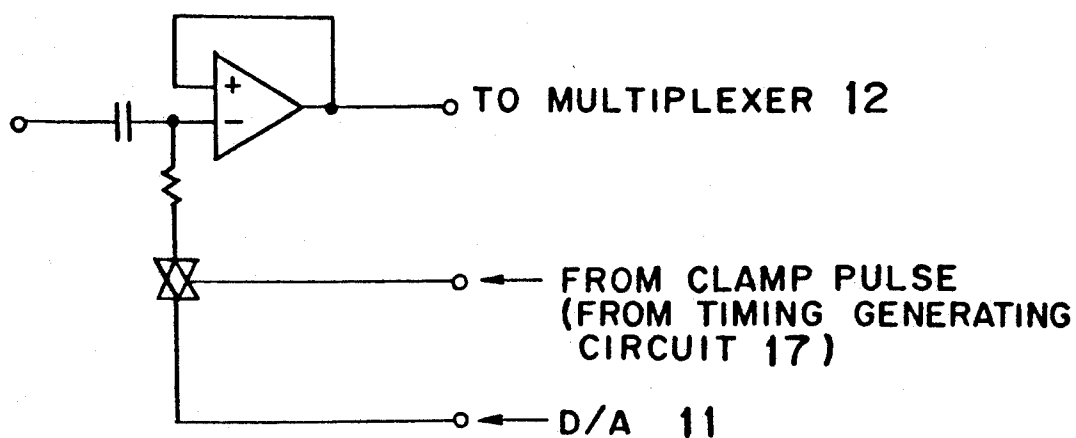 +
−
TO MULTIPLEXER 12
FROM CLAMP PULSE
(FROM TIMING GENERATING
CIRCUIT 17)
D/A 11